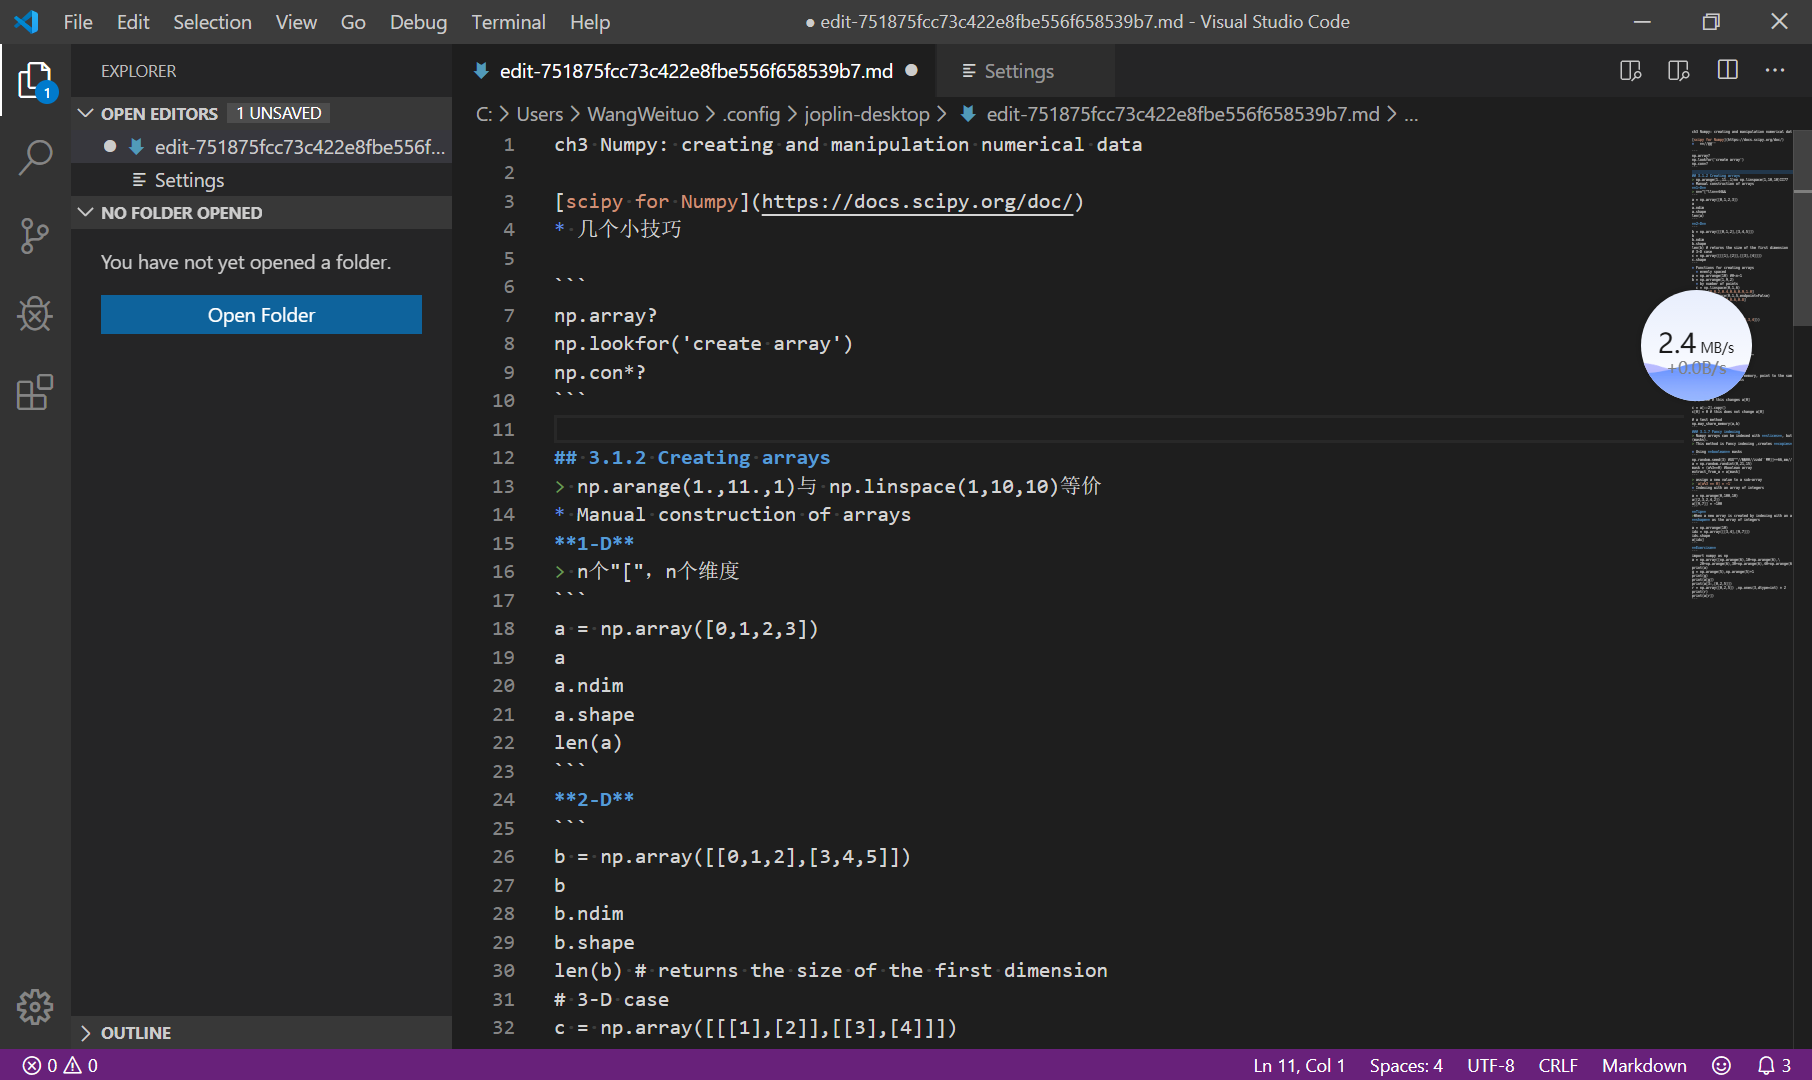 File Edit Selection View Go Debug Terminal Help
● edit-751875fcc73c422e8fbe556f658539b7.md - Visual Studio Code
1
EXPLORER
OPEN EDITORS 1 UNSAVED
edit-751875fcc73c422e8fbe556f...
Settings
NO FOLDER OPENED
You have not yet opened a folder.
Open Folder
OUTLINE
edit-751875fcc73c422e8fbe556f658539b7.md
Settings
C: > Users > WangWeituo > .config > joplin-desktop > edit-751875fcc73c422e8fbe556f658539b7.md > ...
1 ch3 Numpy: creating and manipulation numerical data
2
3 [scipy for Numpy](https://docs.scipy.org/doc/)
4 * 几个小技巧
5
6 ```
7 np.array?
8 np.lookfor('create array')
9 np.con*?
10 ```
11
12 ## 3.1.2 Creating arrays
13 > np.arange(1.,11.,1)与 np.linspace(1,10,10)等价
14 * Manual construction of arrays
15 **1-D**
16 > n个"[", n个维度
17 ```
18 a = np.array([0,1,2,3])
19 a
20 a.ndim
21 a.shape
22 len(a)
23 ```
24 **2-D**
25 ```
26 b = np.array([[0,1,2],[3,4,5]])
27 b
28 b.ndim
29 b.shape
30 len(b) # returns the size of the first dimension
31 # 3-D case
32 c = np.array([[[1],[2]],[[3],[4]]])
2.4 MB/s
+0.0B/s
0 0
Ln 11, Col 1 Spaces: 4 UTF-8 CRLF Markdown 3